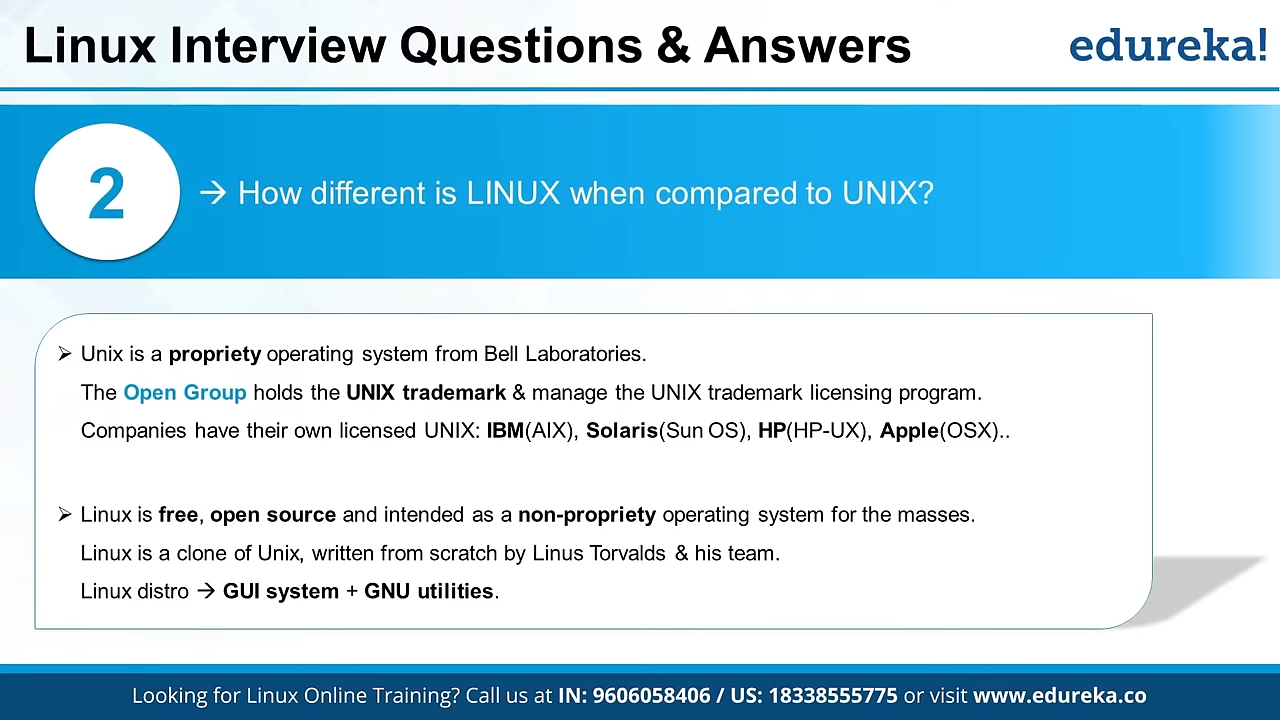 Linux Interview Questions & Answers
edureka!
2
→ How different is LINUX when compared to UNIX?
➢ Unix is a propriety operating system from Bell Laboratories.
The Open Group holds the UNIX trademark & manage the UNIX trademark licensing program.
Companies have their own licensed UNIX: IBM(AIX), Solaris(Sun OS), HP(HP-UX), Apple(OSX)..
➢ Linux is free, open source and intended as a non-propriety operating system for the masses.
Linux is a clone of Unix, written from scratch by Linus Torvalds & his team.
Linux distro → GUI system + GNU utilities.
Looking for Linux Online Training? Call us at IN: 9606058406 / US: 18338555775 or visit www.edureka.co